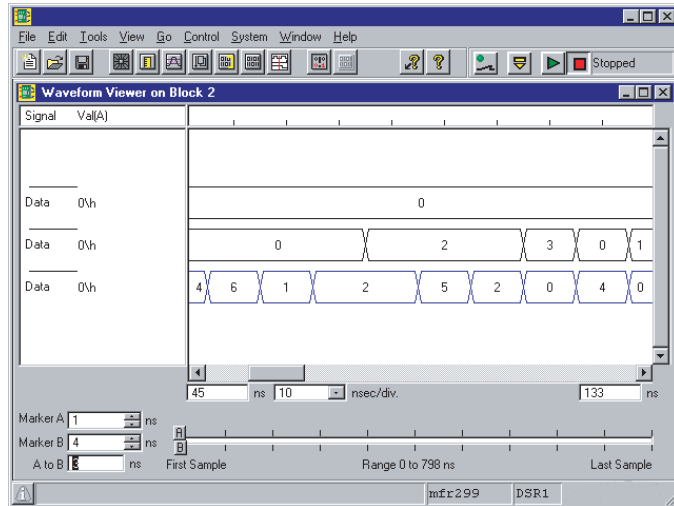 File Edit Tools View Go Control System Window Help
Stopped
Waveform Viewer on Block 2
Signal Val(A)
Data 0\h 0
Data 0\h 0 2 3 0 1
Data 0\h 4 6 1 2 5 2 0 4 0
45 ns 10 nsec/div. 133 ns
Marker A 1 ns
A
Marker B 4 ns
B
A to B 3 ns First Sample Range 0 to 798 ns Last Sample
mfr299 DSR1